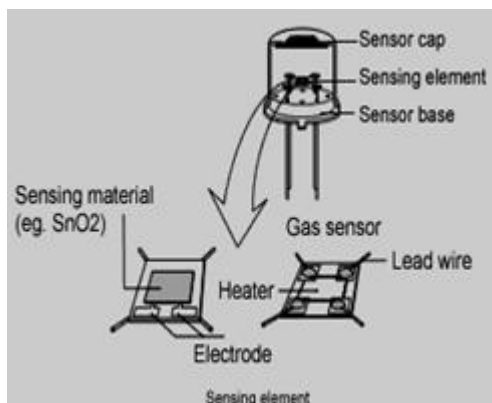 Sensor cap
Sensing element
Sensor base
Sensing material
(eg. SnO2)
Gas sensor
Lead wire
Heater
Electrode
Sensing element